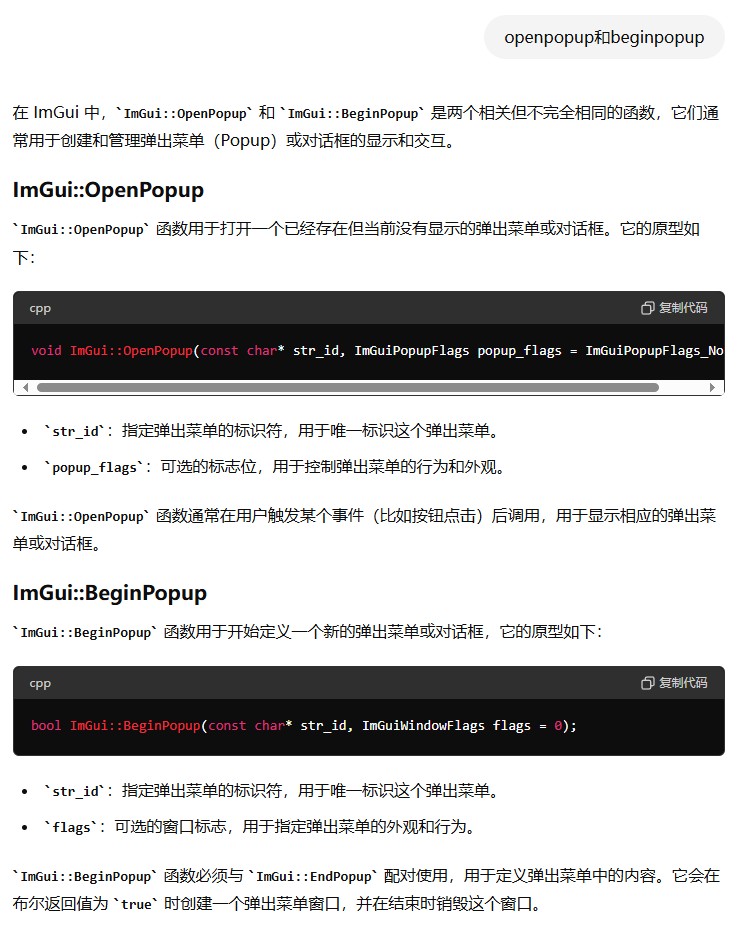 openpopup和beginpopup
在 ImGui 中，`ImGui::OpenPopup` 和 `ImGui::BeginPopup` 是两个相关但不完全相同的函数，它们通
常用于创建和管理弹出菜单（Popup）或对话框的显示和交互。
ImGui::OpenPopup
`ImGui::OpenPopup` 函数用于打开一个已经存在但当前没有显示的弹出菜单或对话框。它的原型如
下：
cpp
复制代码
void ImGui::OpenPopup(const char* str_id, ImGuiPopupFlags popup_flags = ImGuiPopupFlags_No
• `str_id`：指定弹出菜单的标识符，用于唯一标识这个弹出菜单。
• `popup_flags`：可选的标志位，用于控制弹出菜单的行为和外观。
`ImGui::OpenPopup` 函数通常在用户触发某个事件（比如按钮点击）后调用，用于显示相应的弹出菜
单或对话框。
ImGui::BeginPopup
`ImGui::BeginPopup` 函数用于开始定义一个新的弹出菜单或对话框，它的原型如下：
cpp
复制代码
bool ImGui::BeginPopup(const char* str_id, ImGuiWindowFlags flags = 0);
• `str_id`：指定弹出菜单的标识符，用于唯一标识这个弹出菜单。
• `flags`：可选的窗口标志，用于指定弹出菜单的外观和行为。
`ImGui::BeginPopup` 函数必须与 `ImGui::EndPopup` 配对使用，用于定义弹出菜单中的内容。它会在
布尔返回值为 `true` 时创建一个弹出菜单窗口，并在结束时销毁这个窗口。